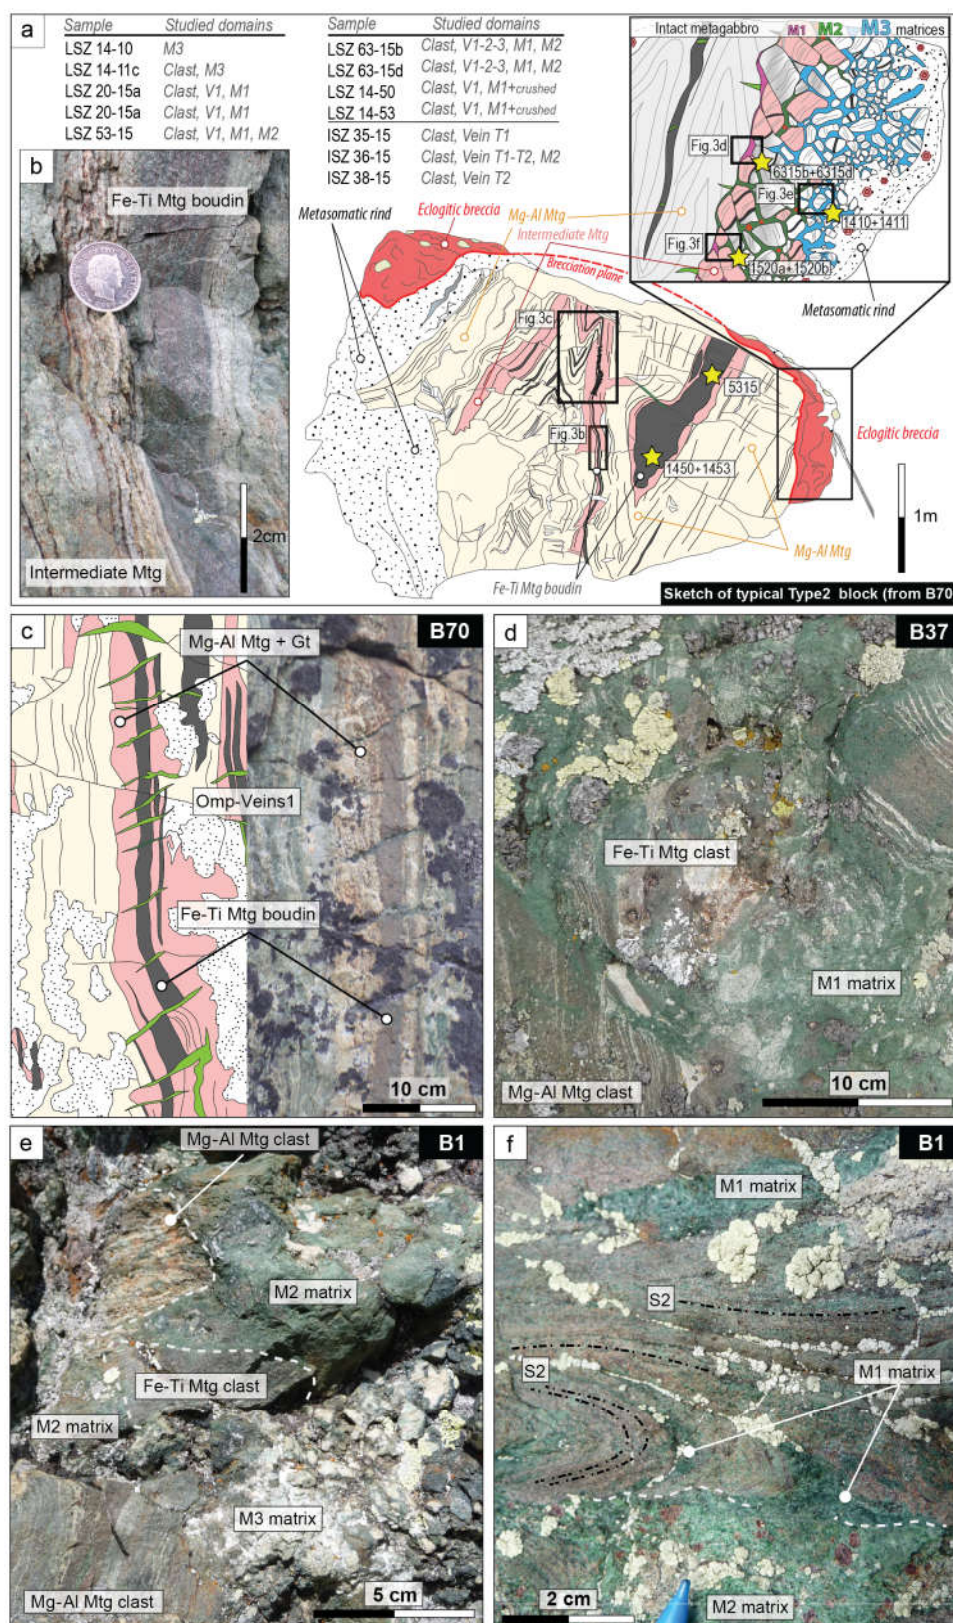 a
Sample Studied domains
LSZ 14-10 M3
LSZ 14-11c Clast, M3
LSZ 20-15a Clast, V1, M1
LSZ 20-15a Clast, V1, M1
LSZ 53-15 Clast, V1, M1, M2
Sample Studied domains
LSZ 63-15b Clast, V1-2-3, M1, M2
LSZ 63-15d Clast, V1-2-3, M1, M2
LSZ 14-50 Clast, V1, M1+crushed
LSZ 14-53 Clast, V1, M1+crushed
ISZ 35-15 Clast, Vein T1
ISZ 36-15 Clast, Vein T1-T2, M2
ISZ 38-15 Clast, Vein T2
Intact metagabbro M1 M2 M3 matrices
Fig.3d
6315b+6315d
Fig.3e
1410+1411
Fig.3f
1520a+1520b
Metasomatic rind
b
Fe-Ti Mtg boudin
2cm
Intermediate Mtg
Metasomatic rind
Eclogitic breccia
Mg-Al Mtg
Intermediate Mtg
Brecciation plane
Fig.3c
5315
Fig.3b
1450+1453
Eclogitic breccia
Mg-Al Mtg
1m
Fe-Ti Mtg boudin
Sketch of typical Type2 block (from B70
c
B70
Mg-Al Mtg + Gt
Omp-Veins1
Fe-Ti Mtg boudin
10 cm
d
B37
Fe-Ti Mtg clast
M1 matrix
Mg-Al Mtg clast
10 cm
e
B1
Mg-Al Mtg clast
M2 matrix
Fe-Ti Mtg clast
M2 matrix
M3 matrix
Mg-Al Mtg clast
5 cm
f
B1
M1 matrix
S2
S2
M1 matrix
2 cm
M2 matrix